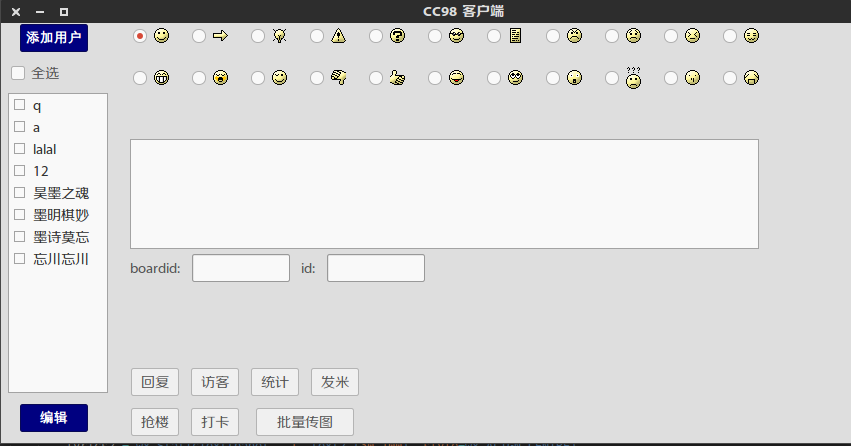 CC98 客户端
添加用户
全选
q
a
lalal
12
昊墨之魂
墨明棋妙
墨诗莫忘
忘川忘川
boardid:
id:
回复 访客 统计 发米
编辑
抢楼 打卡 批量传图